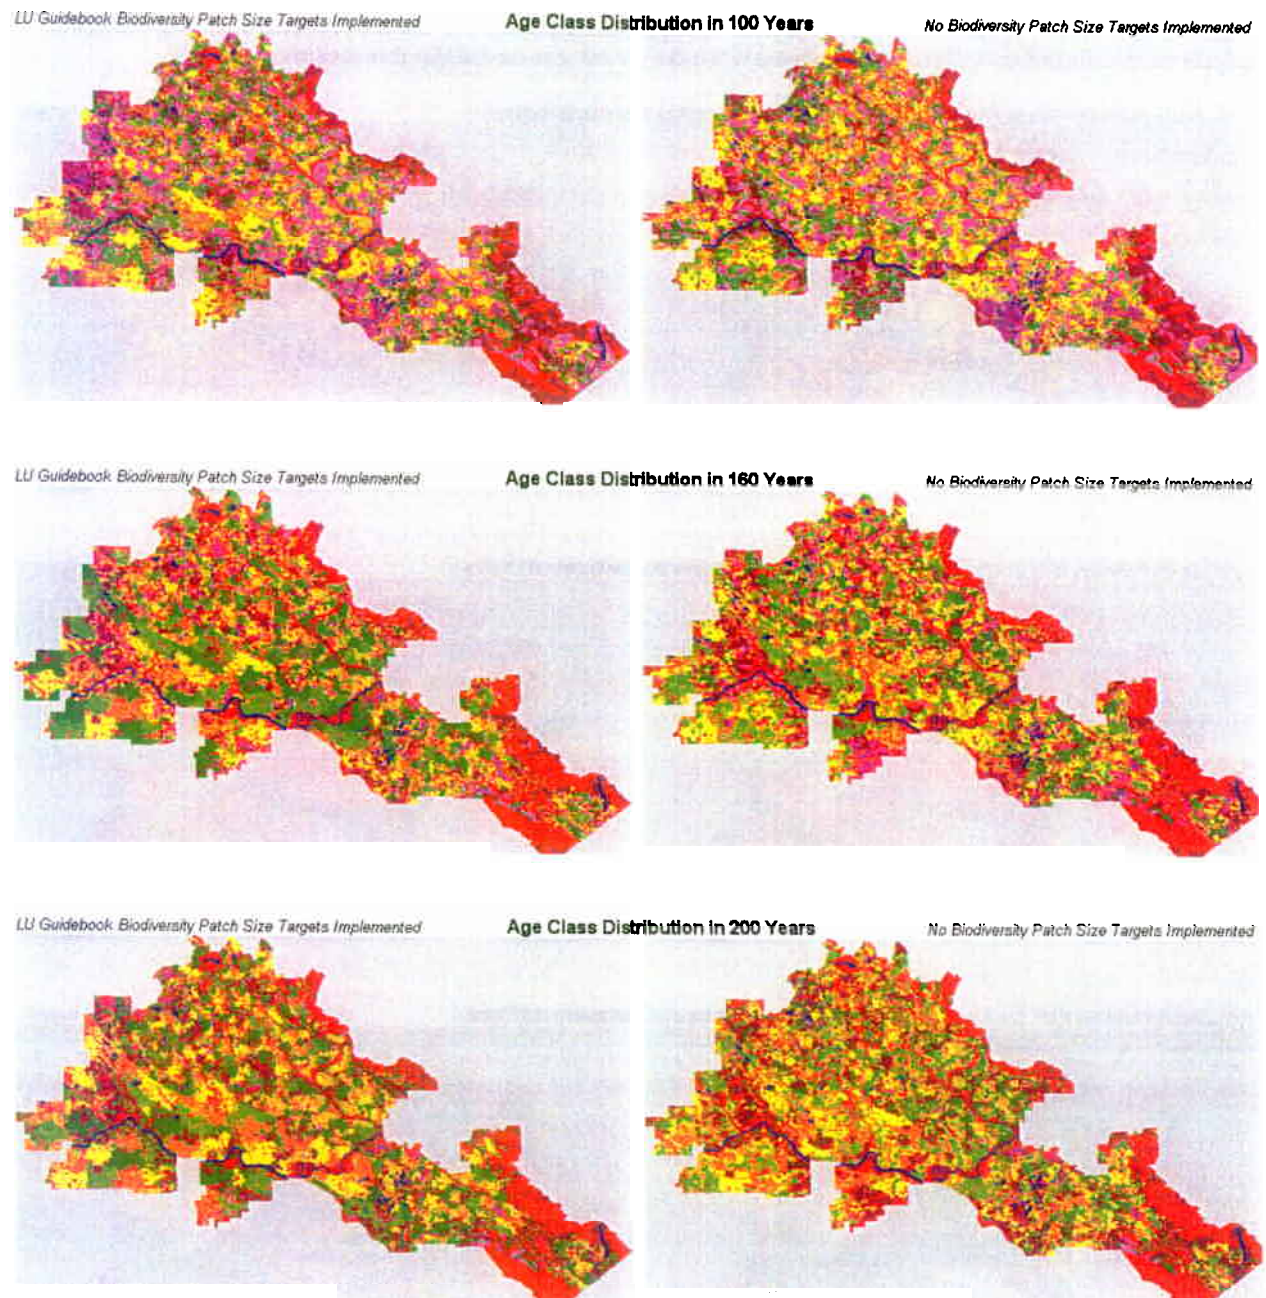 LU Guidebook Biodiversity Patch Size Targets Implemented
Age Class Distribution in 100 Years
No Biodiversity Patch Size Targets Implemented
LU Guidebook Biodiversity Patch Size Targets Implemented
Age Class Distribution in 160 Years
No Biodiversity Patch Size Targets Implemented
LU Guidebook Biodiversity Patch Size Targets Implemented
Age Class Distribution in 200 Years
No Biodiversity Patch Size Targets Implemented